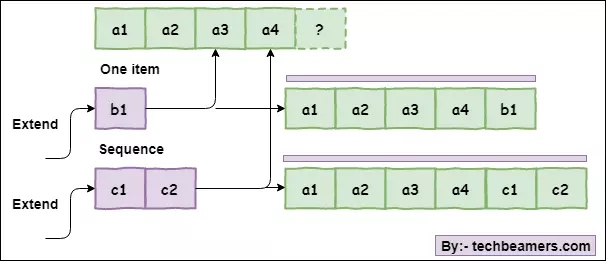 a1 a2 a3 a4 ?
One item
Extend
b1
a1 a2 a3 a4 b1
Sequence
Extend
c1 c2
a1 a2 a3 a4 c1 c2
By:- techbeamers.com